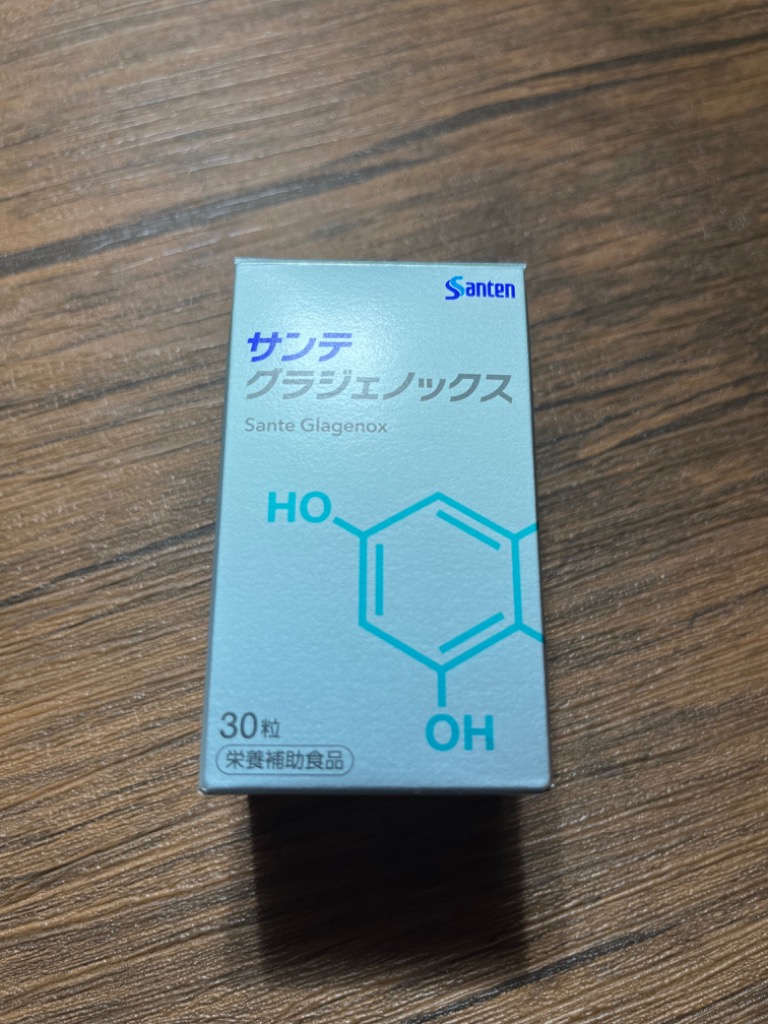 Santen
サンテ
グラジェノックス
Sante Glagenox
HO
OH
30粒
栄養補助食品